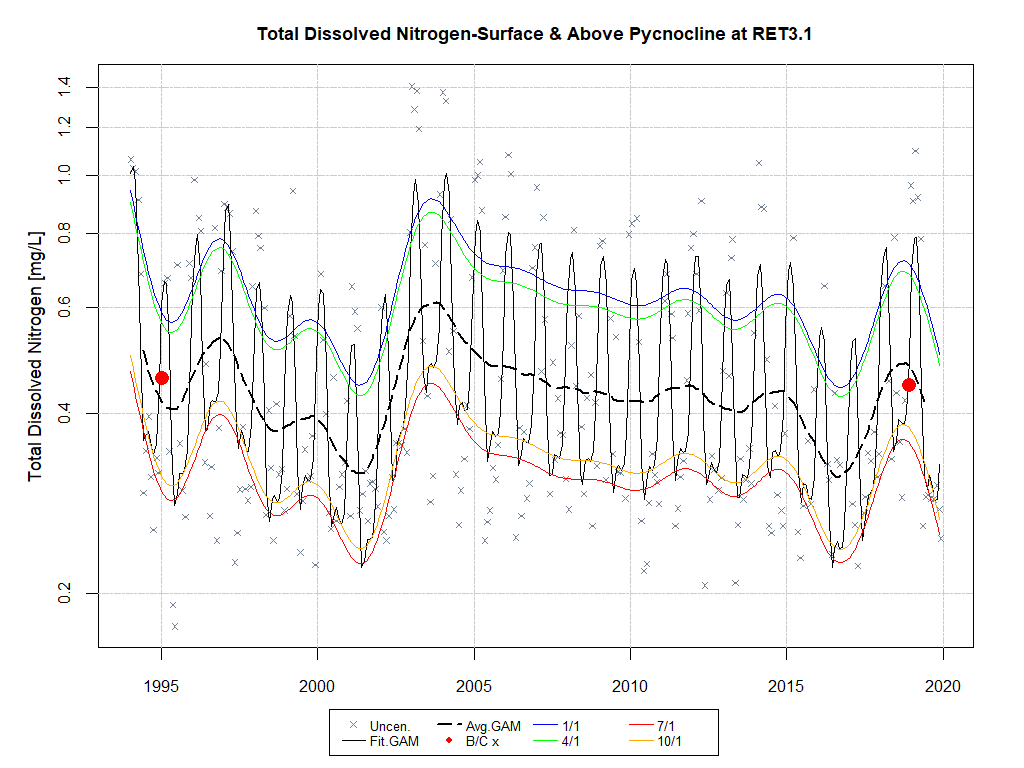 Total Dissolved Nitrogen-Surface & Above Pycnocline at RET3.1
Total Dissolved Nitrogen [mg/L]
1.4
1.2
1.0
0.8
0.6
0.4
0.2
1995 2000 2005 2010 2015 2020
Uncen. Avg.GAM 1/1 7/1
Fit.GAM B/C x 4/1 10/1